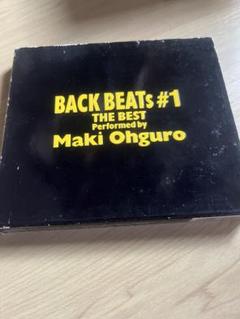 BACK BEATs #1
THE BEST
Performed by
Maki Ohguro